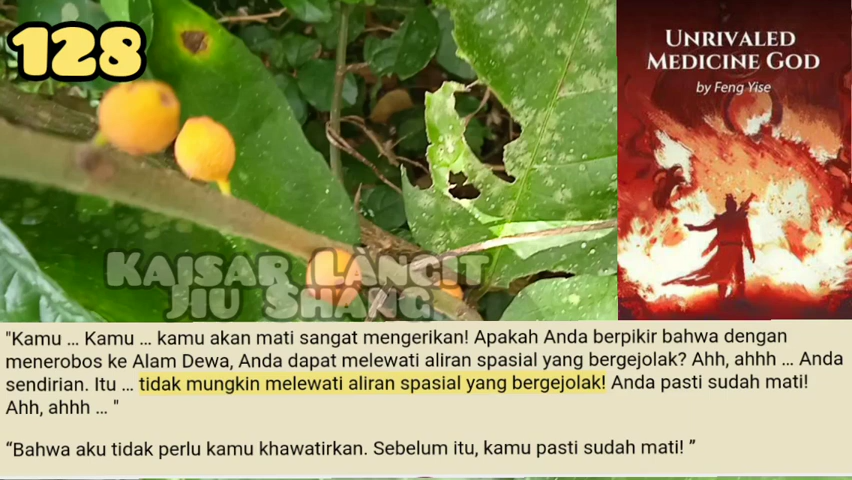 128
UNRIVALED
MEDICINE GOD
by Feng Yise
KAISAR LANGIT
JIU SHANG
"Kamu ... Kamu ... kamu akan mati sangat mengerikan! Apakah Anda berpikir bahwa dengan
menerobos ke Alam Dewa, Anda dapat melewati aliran spasial yang bergejolak? Ahh, ahhh ... Anda
sendirian. Itu ... tidak mungkin melewati aliran spasial yang bergejolak! Anda pasti sudah mati!
Ahh, ahhh ... "
“Bahwa aku tidak perlu kamu khawatirkan. Sebelum itu, kamu pasti sudah mati! ”